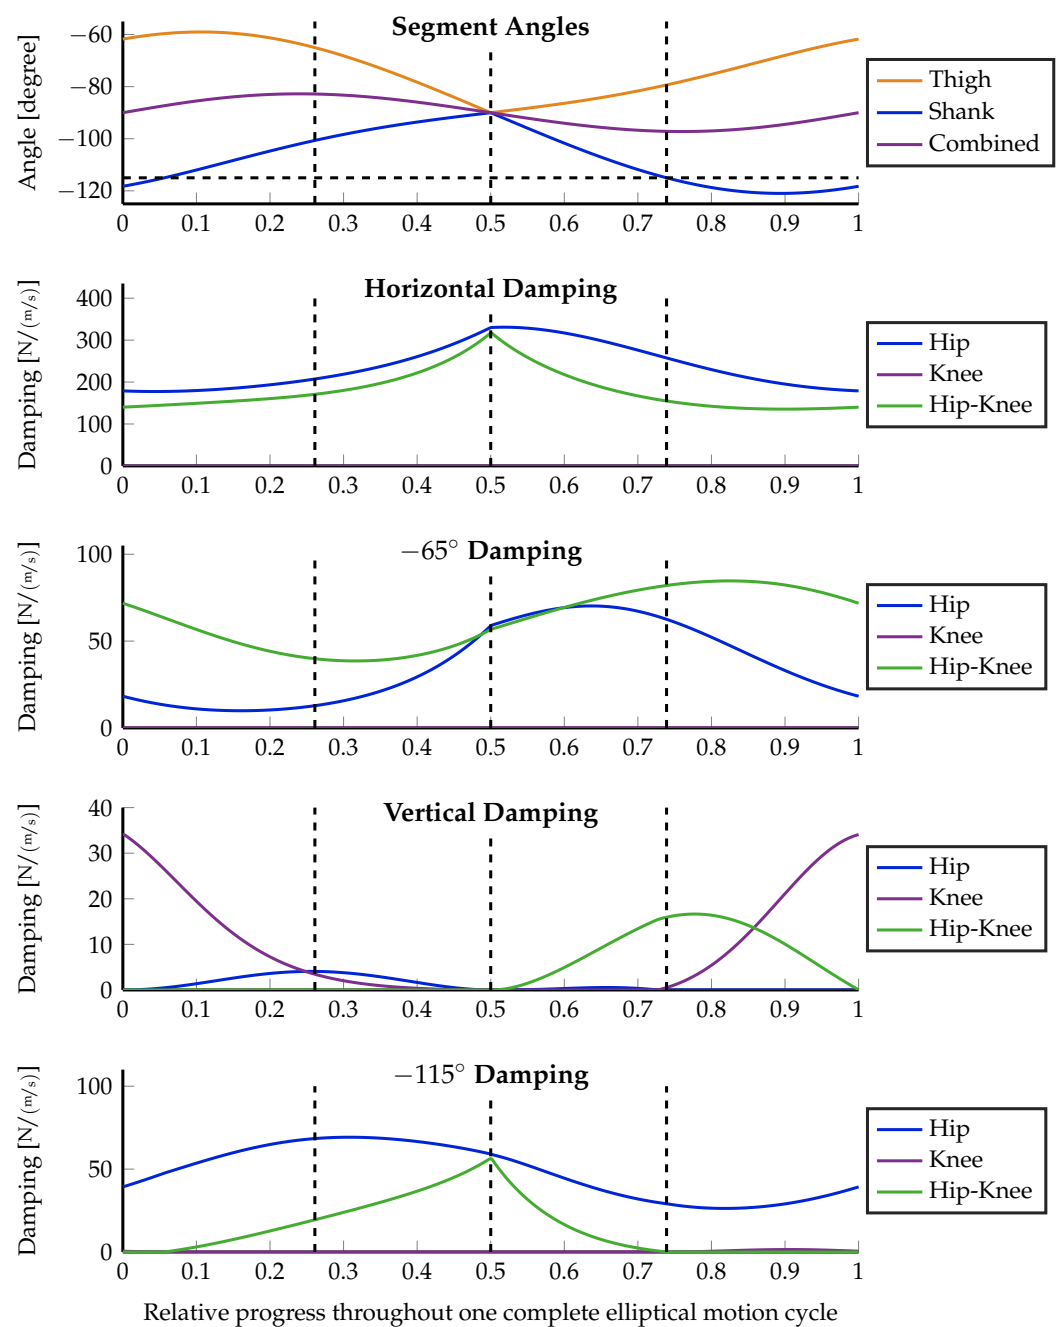 Segment Angles
Angle [degree]
−60
−80
−100
−120
0 0.1 0.2 0.3 0.4 0.5 0.6 0.7 0.8 0.9 1
Thigh
Shank
Combined
Horizontal Damping
Damping [N/(m/s)]
400
300
200
100
0
0 0.1 0.2 0.3 0.4 0.5 0.6 0.7 0.8 0.9 1
Hip
Knee
Hip-Knee
−65° Damping
Damping [N/(m/s)]
100
50
0
0 0.1 0.2 0.3 0.4 0.5 0.6 0.7 0.8 0.9 1
Hip
Knee
Hip-Knee
Vertical Damping
Damping [N/(m/s)]
40
30
20
10
0
0 0.1 0.2 0.3 0.4 0.5 0.6 0.7 0.8 0.9 1
Hip
Knee
Hip-Knee
−115° Damping
Damping [N/(m/s)]
100
50
0
0 0.1 0.2 0.3 0.4 0.5 0.6 0.7 0.8 0.9 1
Hip
Knee
Hip-Knee
Relative progress throughout one complete elliptical motion cycle